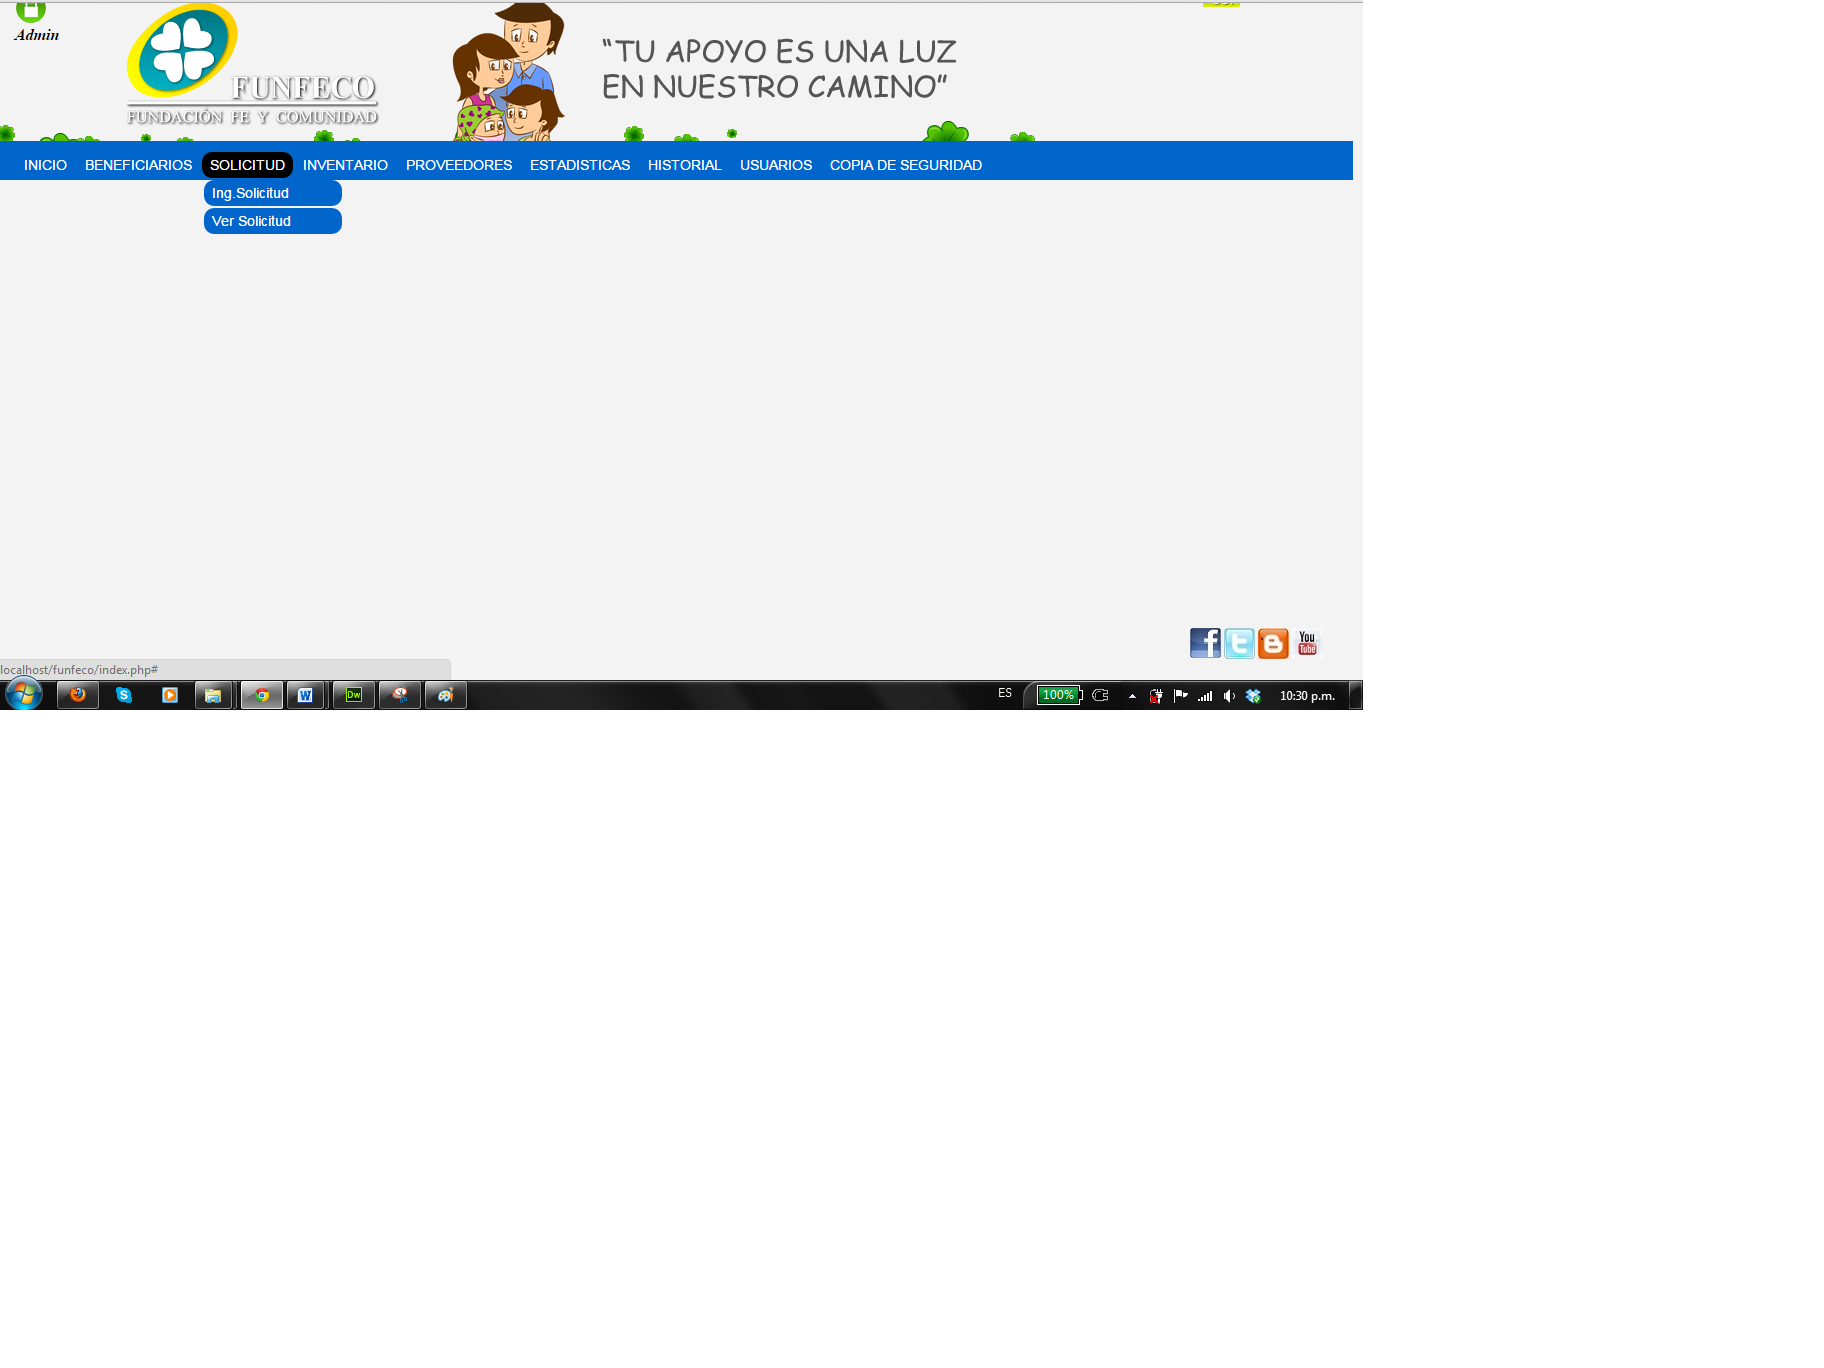 Admin
FUNFECO
FUNDACIÓN FE Y COMUNIDAD
“TU APOYO ES UNA LUZ
EN NUESTRO CAMINO”
INICIO BENEFICIARIOS SOLICITUD INVENTARIO PROVEEDORES ESTADISTICAS HISTORIAL USUARIOS COPIA DE SEGURIDAD
Ing.Solicitud
Ver Solicitud
You
Tube
localhost/funfeco/index.php#
W
Dw
ES
100%
10:30 p.m.